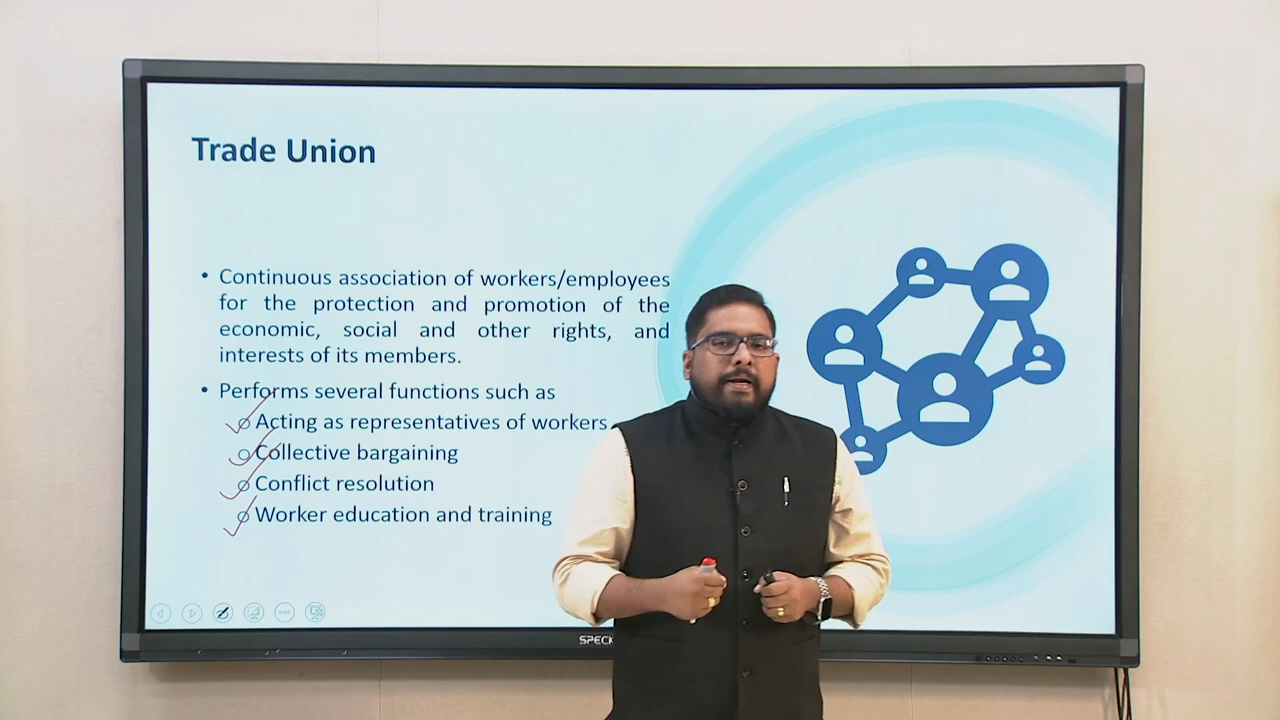 Trade Union
• Continuous association of workers/employees
for the protection and promotion of the
economic, social and other rights, and
interests of its members.
• Performs several functions such as
o Acting as representatives of workers
o Collective bargaining
o Conflict resolution
o Worker education and training
SPECK